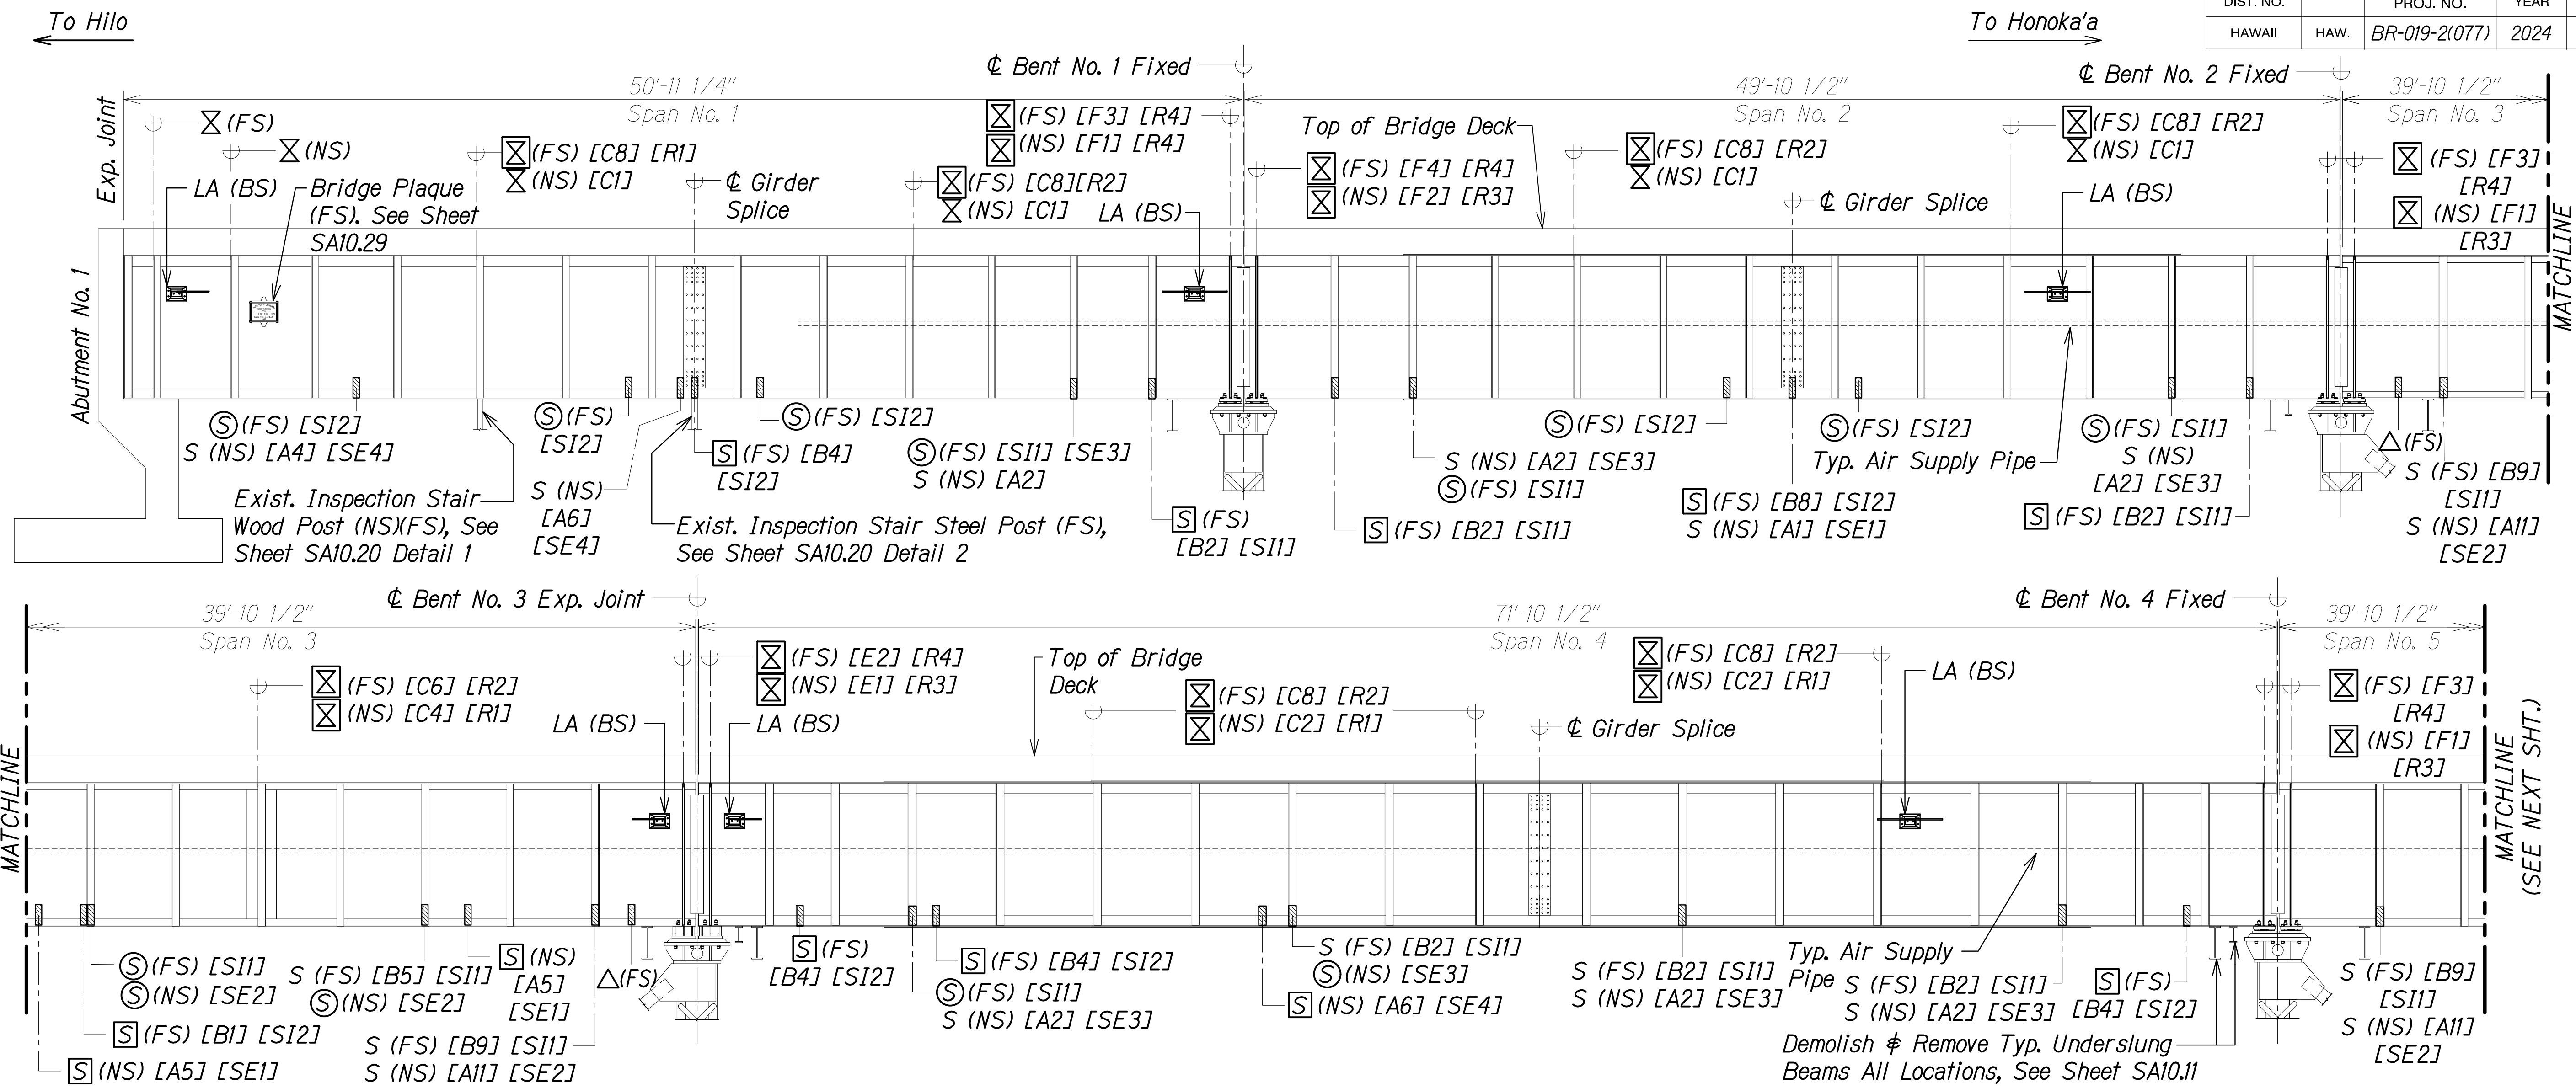 To Hilo
To Honoka'a
DIST. NO.
PROJ. NO.
YEAR
HAWAII
HAW.
BR-019-2(077)
2024
Exp. Joint
50'-11 1/4"
Span No. 1
℄ Bent No. 1 Fixed
49'-10 1/2"
Span No. 2
℄ Bent No. 2 Fixed
39'-10 1/2"
Span No. 3
(FS)
(NS)
LA (BS)
Bridge Plaque
(FS). See Sheet
SA10.29
(FS) [C8] [R1]
(NS) [C1]
℄ Girder
Splice
(FS) [C8][R2]
(NS) [C1]
LA (BS)
(FS) [F3] [R4]
(NS) [F1] [R4]
Top of Bridge Deck
(FS) [F4] [R4]
(NS) [F2] [R3]
(FS) [C8] [R2]
(NS) [C1]
℄ Girder Splice
(FS) [C8] [R2]
(NS) [C1]
LA (BS)
(FS) [F3]
[R4]
(NS) [F1]
[R3]
MATCHLINE
Abutment No. 1
S (FS) [SI2]
S (NS) [A4] [SE4]
Exist. Inspection Stair
Wood Post (NS)(FS), See
Sheet SA10.20 Detail 1
S (FS)
[SI2]
S (NS)
[A6]
[SE4]
S (FS) [B4]
[SI2]
S (FS) [SI2]
Exist. Inspection Stair Steel Post (FS),
See Sheet SA10.20 Detail 2
S (FS) [SI1] [SE3]
S (NS) [A2]
S (FS)
[B2] [SI1]
S (FS) [B2] [SI1]
S (NS) [A2] [SE3]
S (FS) [SI1]
S (FS) [SI2]
S (FS) [B8] [SI2]
S (NS) [A1] [SE1]
S (FS) [SI2]
Typ. Air Supply Pipe
S (FS) [SI1]
S (NS)
[A2] [SE3]
S (FS) [B2] [SI1]
(FS)
S (FS) [B9]
[SI1]
S (NS) [A11]
[SE2]
39'-10 1/2"
Span No. 3
℄ Bent No. 3 Exp. Joint
71'-10 1/2"
Span No. 4
℄ Bent No. 4 Fixed
39'-10 1/2"
Span No. 5
MATCHLINE
(FS) [C6] [R2]
(NS) [C4] [R1]
LA (BS)
(FS) [E2] [R4]
(NS) [E1] [R3]
LA (BS)
Top of Bridge
Deck
(FS) [C8] [R2]
(NS) [C2] [R1]
℄ Girder Splice
(FS) [C8] [R2]
(NS) [C2] [R1]
LA (BS)
(FS) [F3]
[R4]
(NS) [F1]
[R3]
MATCHLINE
(SEE NEXT SHT.)
S (FS) [SI1]
S (NS) [SE2]
S (FS) [B1] [SI2]
S (NS) [A5] [SE1]
S (FS) [B5] [SI1]
S (NS) [SE2]
S (FS) [B9] [SI1]
S (NS) [A11] [SE2]
S (NS)
[A5]
[SE1]
(FS)
S (FS)
[B4] [SI2]
S (FS) [B4] [SI2]
S (FS) [SI1]
S (NS) [A2] [SE3]
S (FS) [B2] [SI1]
S (NS) [SE3]
S (NS) [A6] [SE4]
S (FS) [B2] [SI1]
S (NS) [A2] [SE3]
Typ. Air Supply
Pipe
S (FS) [B2] [SI1]
S (NS) [A2] [SE3]
S (FS)
[B4] [SI2]
Demolish & Remove Typ. Underslung
Beams All Locations, See Sheet SA10.11
S (FS) [B9]
[SI1]
S (NS) [A11]
[SE2]